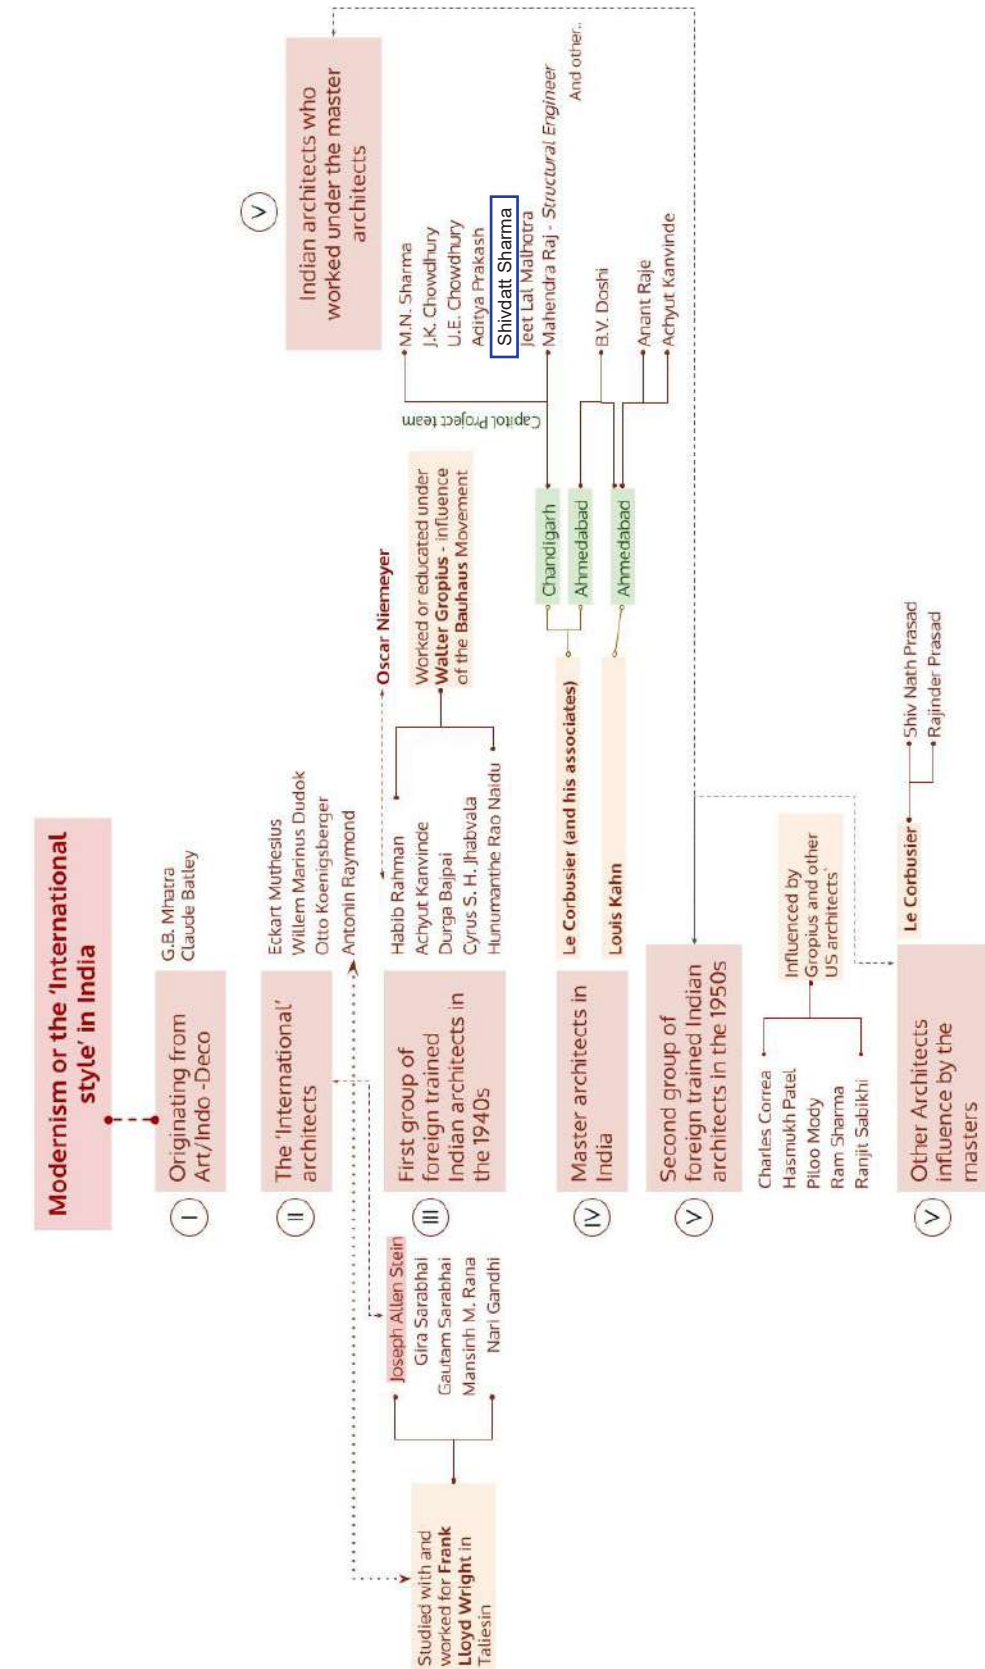 Modernism or the ‘International
style’ in India
I
Originating from
Art/Indo -Deco
G.B. Mhatra
Claude Batley
II
The ‘International’
architects
Eckart Muthesius
Willem Marinus Dudok
Otto Koenigsberger
Antonin Raymond
Studied with and
worked for Frank
Lloyd Wright in
Taliesin
Joseph Allen Stein
Gira Sarabhai
Gautam Sarabhai
Mansinh M. Rana
Nari Gandhi
III
First group of
foreign trained
Indian architects in
the 1940s
Habib Rahman
Achyut Kanvinde
Durga Bajpai
Cyrus S. H. Jhabvala
Hunumanthe Rao Naidu
Oscar Niemeyer
Worked or educated under
Walter Gropius - influence
of the Bauhaus Movement
IV
Master architects in
India
Le Corbusier (and his associates)
Louis Kahn
Chandigarh
Ahmedabad
Ahmedabad
Capitol Project team
V
Indian architects who
worked under the master
architects
M.N. Sharma
J.K. Chowdhury
U.E. Chowdhury
Aditya Prakash
Shivdatt Sharma
Jeet Lal Malhotra
Mahendra Raj - Structural Engineer
And other..
B.V. Doshi
Anant Raje
Achyut Kanvinde
V
Second group of
foreign trained Indian
architects in the 1950s
Charles Correa
Hasmukh Patel
Piloo Mody
Ram Sharma
Ranjit Sabikhi
Influenced by
Gropius and other
US architects'
V
Other Architects
influence by the
masters
Le Corbusier
Shiv Nath Prasad
Rajinder Prasad